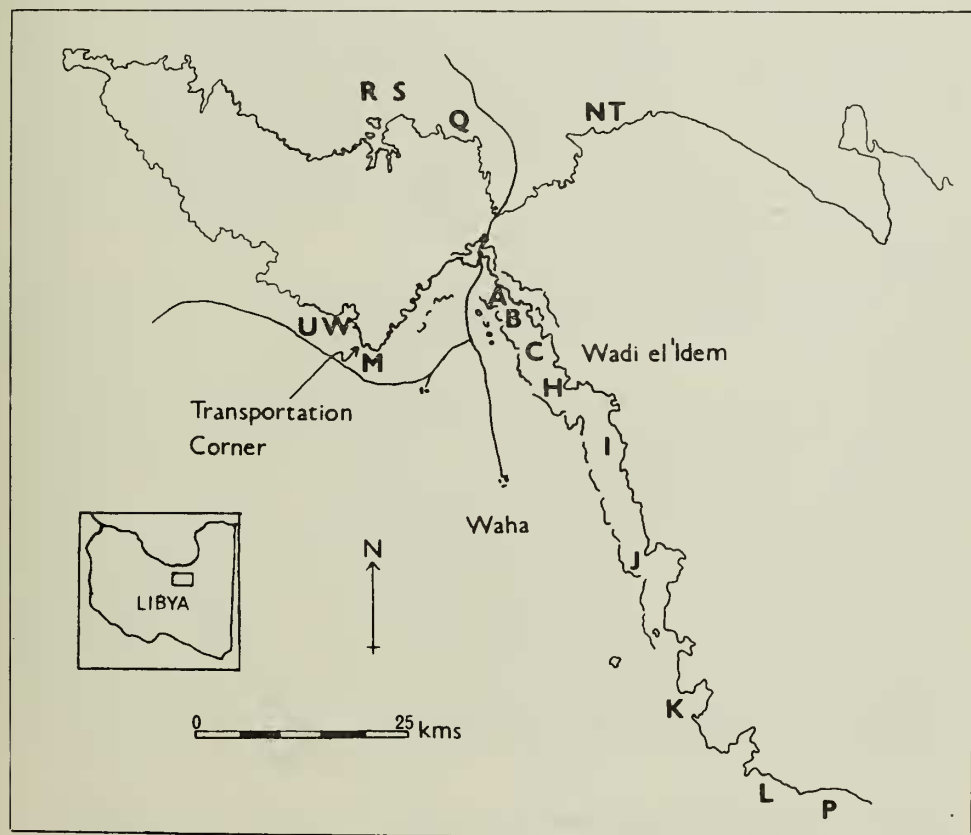 R S
Q
NT
A
B
UW
C
Wadi el'Idem
M
H
Transportation
Corner
I
Waha
J
N
LIBYA
K
0 25 kms
L
P